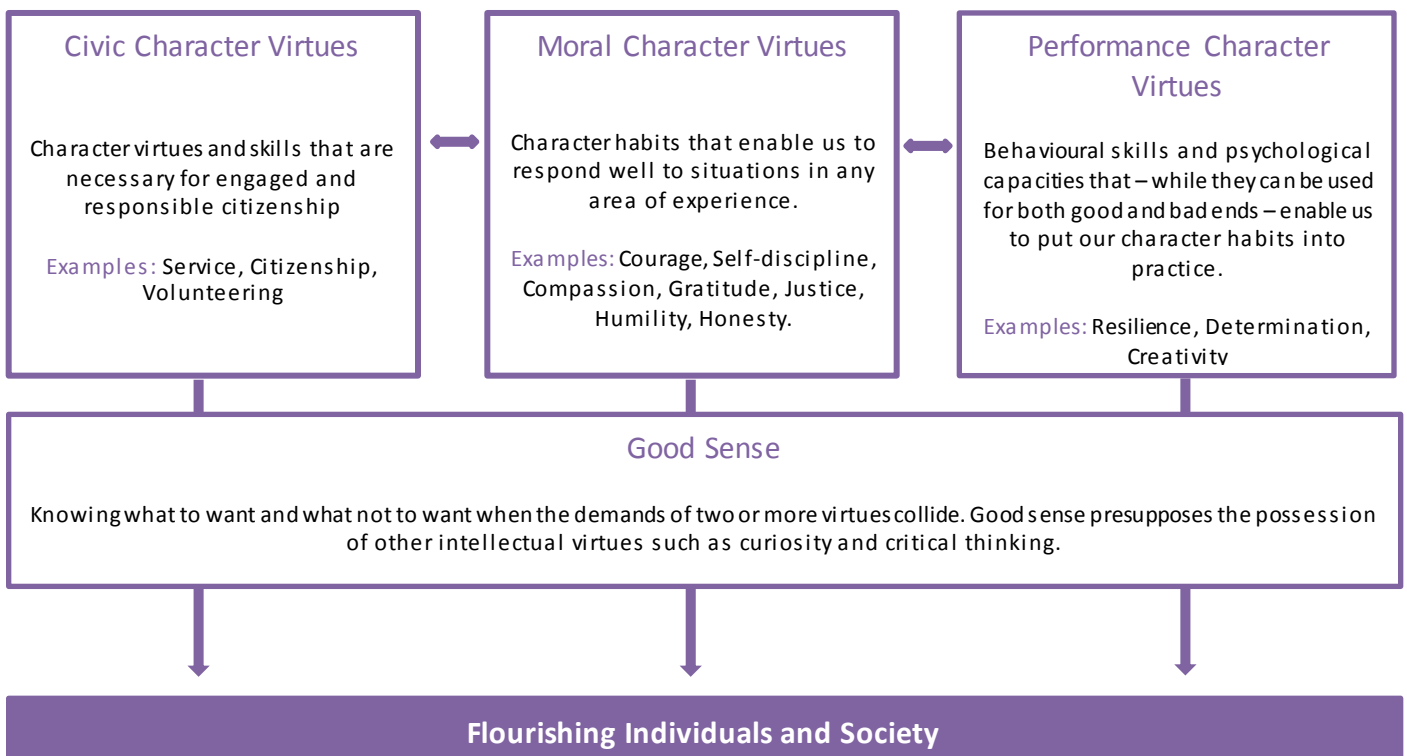 Civic Character Virtues
Character virtues and skills that are
necessary for engaged and
responsible citizenship
Examples: Service, Citizenship,
Volunteering
Moral Character Virtues
Character habits that enable us to
respond well to situations in any
area of experience.
Examples: Courage, Self-discipline,
Compassion, Gratitude, Justice,
Humility, Honesty.
Performance Character
Virtues
Behavioural skills and psychological
capacities that – while they can be used
for both good and bad ends – enable us
to put our character habits into
practice.
Examples: Resilience, Determination,
Creativity
Good Sense
Knowing what to want and what not to want when the demands of two or more virtues collide. Good sense presupposes the possession
of other intellectual virtues such as curiosity and critical thinking.
Flourishing Individuals and Society